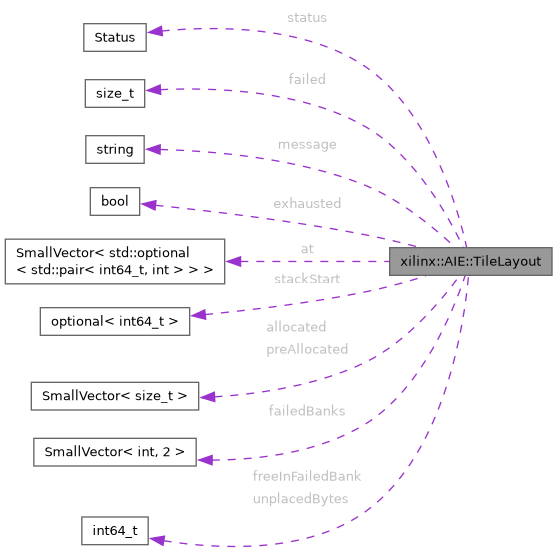 status
Status
failed
size_t
message
string
exhausted
bool
at
SmallVector< std::optional
< std::pair< int64_t, int > > >
xilinx::AIE::TileLayout
stackStart
optional< int64_t >
allocated
preAllocated
SmallVector< size_t >
failedBanks
SmallVector< int, 2 >
freeInFailedBank
unplacedBytes
int64_t